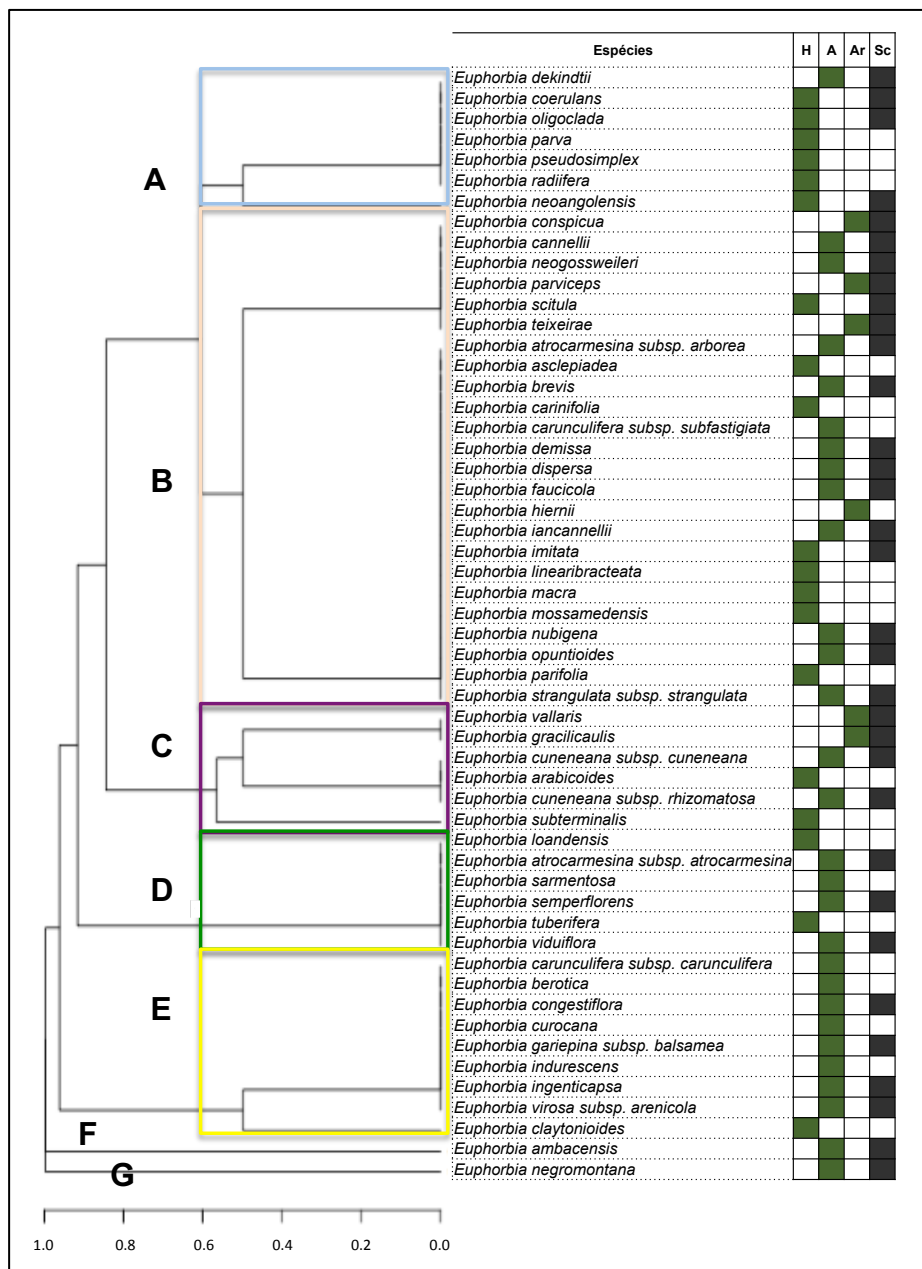 Espécies H A Ar Sc
Euphorbia dekindtii
Euphorbia coerulans
Euphorbia oligoclada
Euphorbia parva
Euphorbia pseudosimplex
A
Euphorbia radiifera
Euphorbia neoangolensis
Euphorbia conspicua
Euphorbia cannellii
Euphorbia neogossweileri
Euphorbia parviceps
Euphorbia scitula
Euphorbia teixeirae
Euphorbia atrocarmesina subsp. arborea
Euphorbia asclepiadea
Euphorbia brevis
Euphorbia carinifolia
Euphorbia carunculifera subsp. subfastigiata
Euphorbia demissa
Euphorbia dispersa
B
Euphorbia faucicola
Euphorbia hiernii
Euphorbia iancannellii
Euphorbia imitata
Euphorbia linearibracteata
Euphorbia macra
Euphorbia mossamedensis
Euphorbia nubigena
Euphorbia opuntioides
Euphorbia parifolia
Euphorbia strangulata subsp. strangulata
Euphorbia vallaris
Euphorbia gracilicaulis
C
Euphorbia cuneneana subsp. cuneneana
Euphorbia arabicoides
Euphorbia cuneneana subsp. rhizomatosa
Euphorbia subterminalis
Euphorbia loandensis
Euphorbia atrocarmesina subsp. atrocarmesina
Euphorbia sarmentosa
D
Euphorbia semperflorens
Euphorbia tuberifera
Euphorbia viduiflora
Euphorbia carunculifera subsp. carunculifera
Euphorbia berotica
E
Euphorbia congestiflora
Euphorbia curocana
Euphorbia gariepina subsp. balsamea
Euphorbia indurescens
Euphorbia ingenticapsa
Euphorbia virosa subsp. arenicola
Euphorbia claytonioides
F
Euphorbia ambacensis
G
Euphorbia negromontana
1.0 0.8 0.6 0.4 0.2 0.0